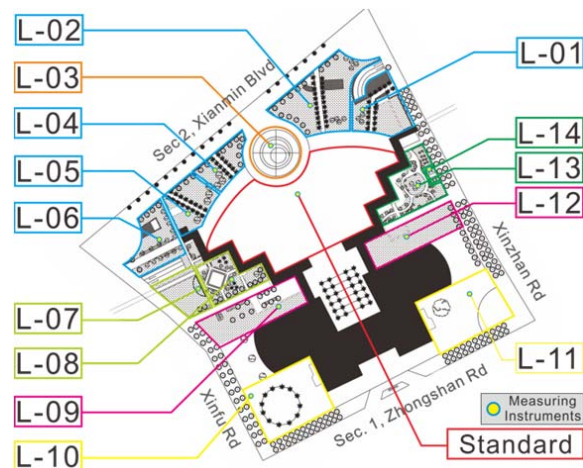 L-02
L-03
L-04
L-05
L-06
L-07
L-08
L-09
L-10
L-01
L-14
L-13
L-12
L-11
Sec 2, Xianmin Blvd
Xinzhan Rd
Sec. 1, Zhongshan Rd
Xinfu Rd
Measuring
Instruments
Standard